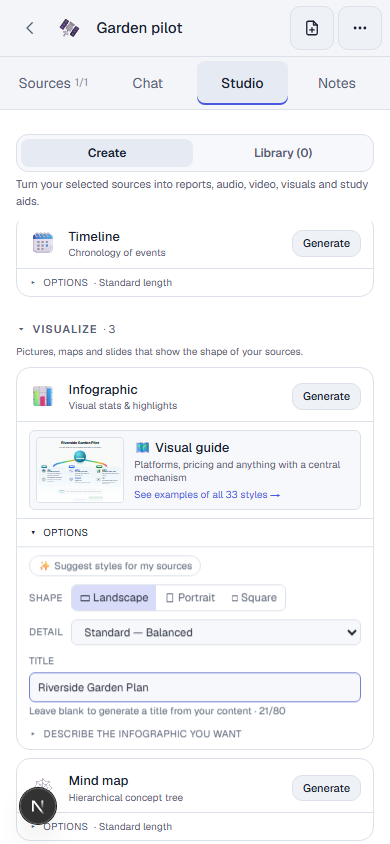 Garden pilot
Sources 1/1
Chat
Studio
Notes
Create
Library (0)
Turn your selected sources into reports, audio, video, visuals and study
aids.
Timeline
Chronology of events
Generate
OPTIONS · Standard length
VISUALIZE · 3
Pictures, maps and slides that show the shape of your sources.
Infographic
Visual stats & highlights
Generate
Riverside Garden Pilot
Visual guide
Platforms, pricing and anything with a central
mechanism
See examples of all 33 styles →
OPTIONS
Suggest styles for my sources
SHAPE
Landscape
Portrait
Square
DETAIL
Standard — Balanced
TITLE
Riverside Garden Plan
Leave blank to generate a title from your content · 21/80
DESCRIBE THE INFOGRAPHIC YOU WANT
Mind map
Hierarchical concept tree
Generate
N
OPTIONS · Standard length